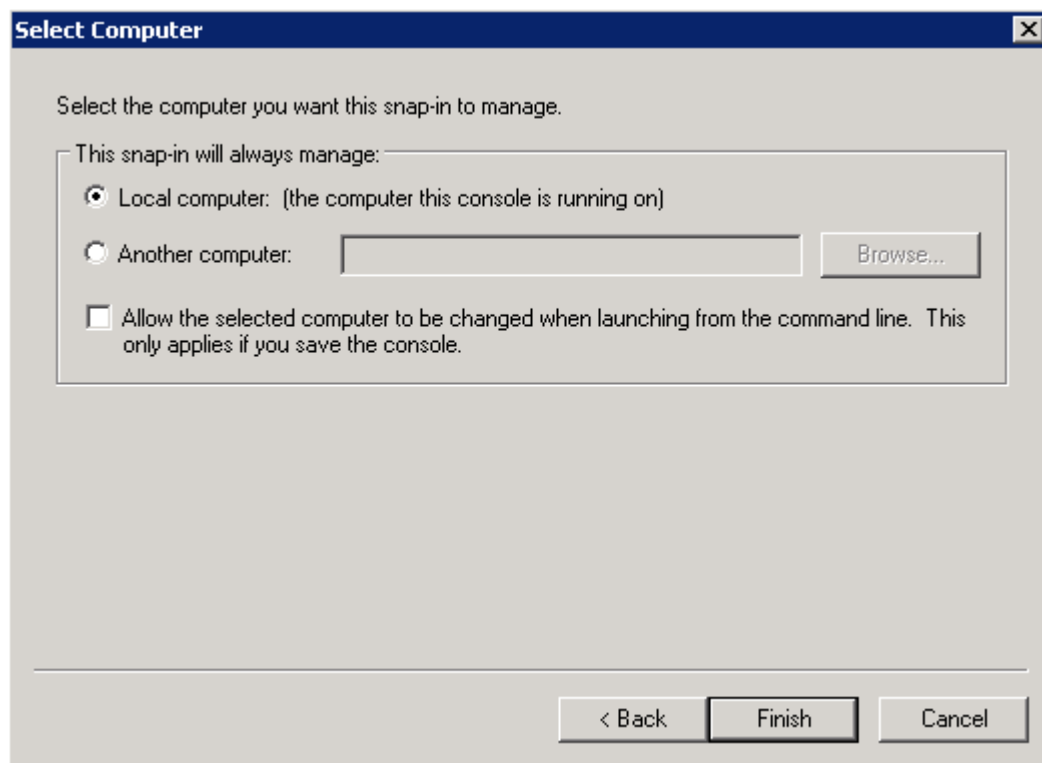 Select Computer
Select the computer you want this snap-in to manage.
This snap-in will always manage:
Local computer:  (the computer this console is running on)
Another computer:
Browse...
Allow the selected computer to be changed when launching from the command line.  This
only applies if you save the console.
< Back
Finish
Cancel